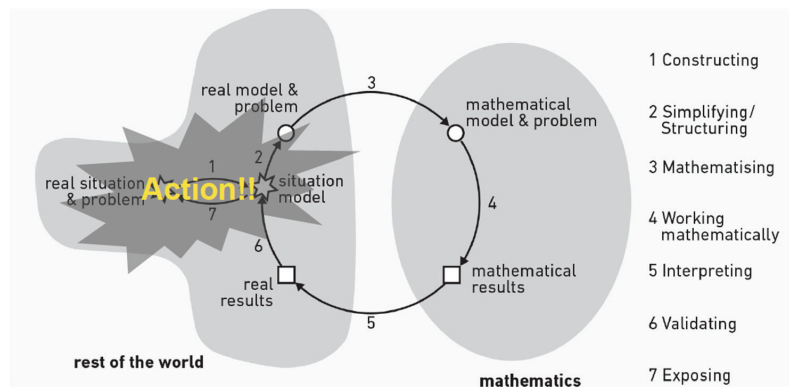 real model &
problem
3
mathematical
model & problem
1
2
real situation
& problem
Action!!
situation
model
7
4
6
real
results
mathematical
results
5
rest of the world
mathematics
1 Constructing
2 Simplifying/
Structuring
3 Mathematising
4 Working
mathematically
5 Interpreting
6 Validating
7 Exposing